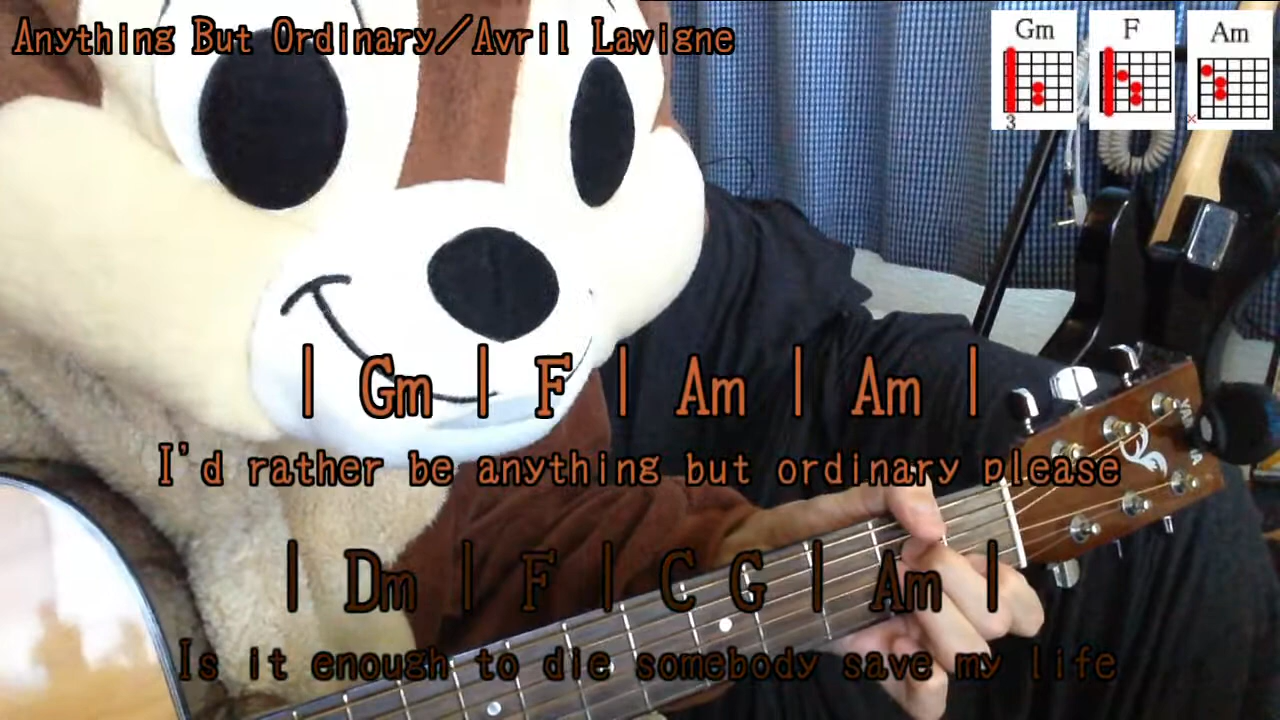 Anything But Ordinary/Avril Lavigne
Gm F Am
3
×
| Gm | F | Am | Am |
I'd rather be anything but ordinary please
| Dm | F | C G | Am |
Is it enough to die somebody save my life